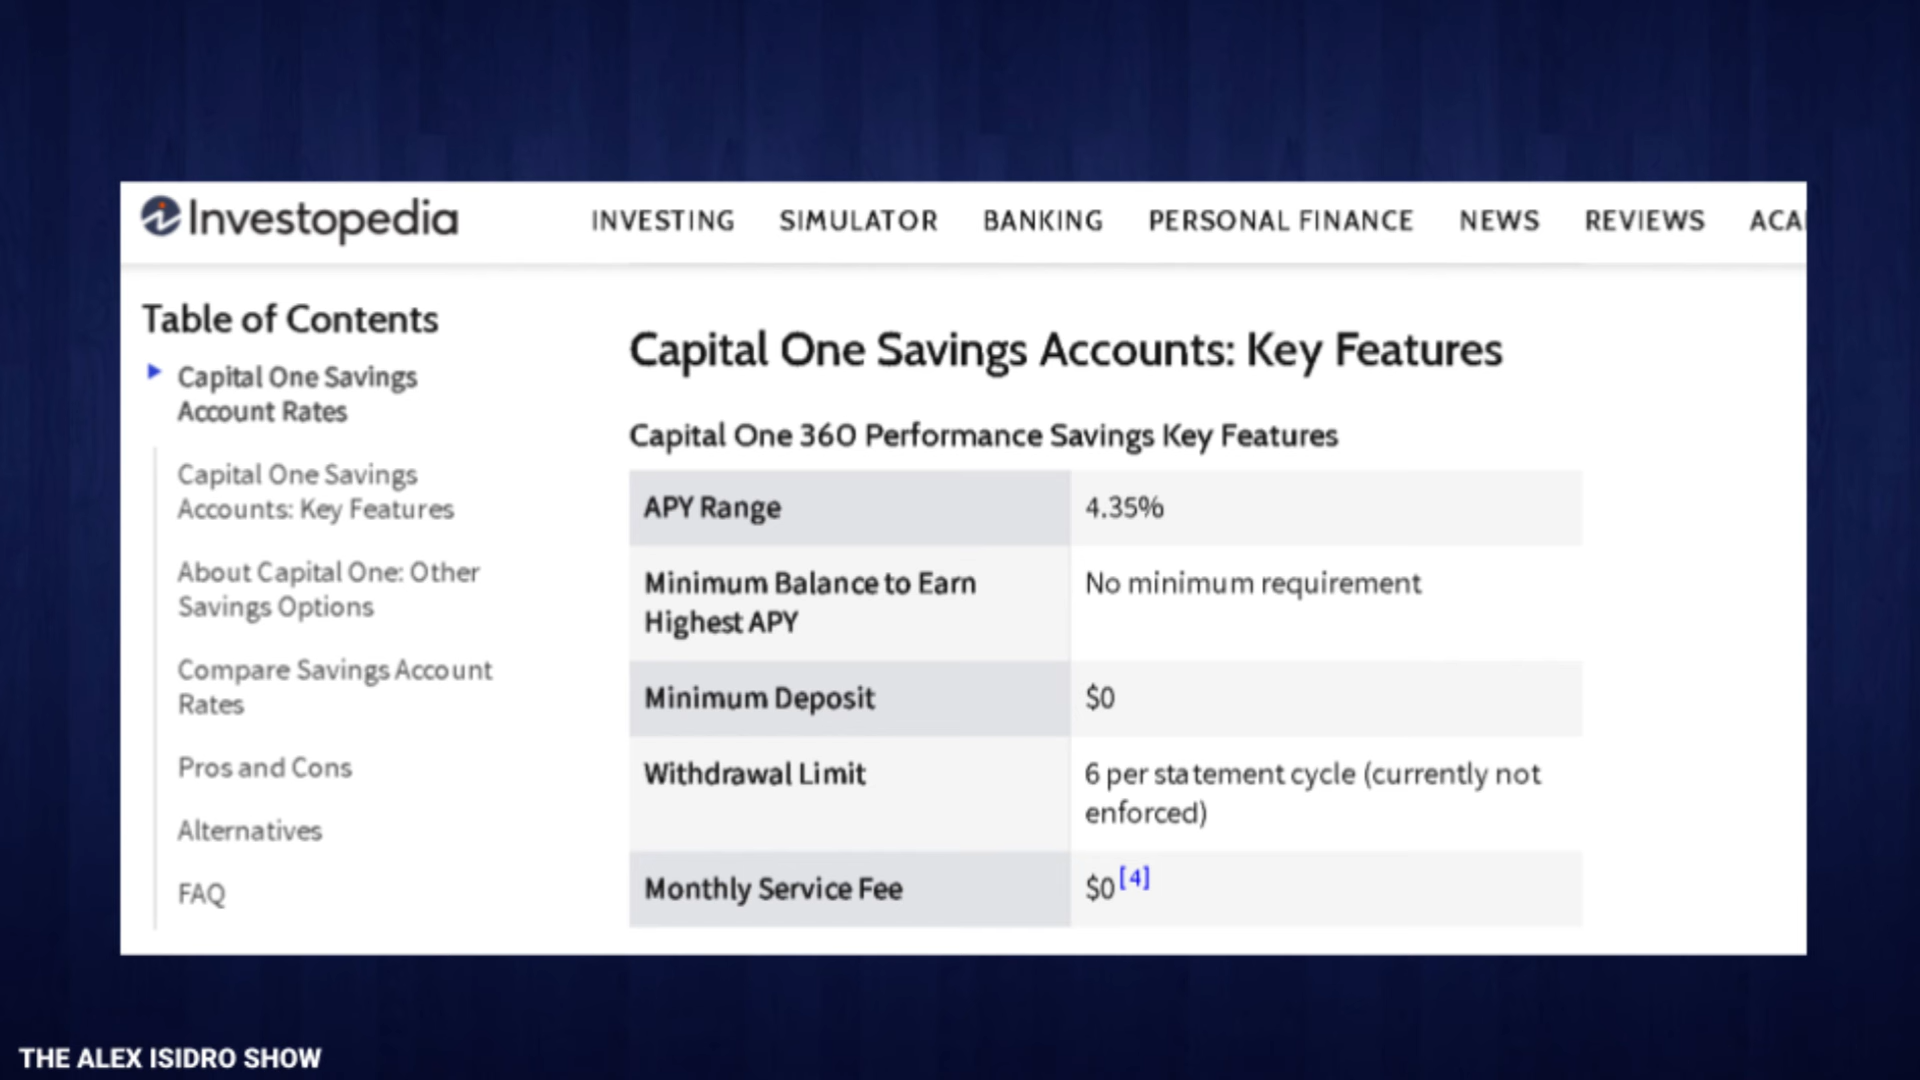 Investopedia
INVESTING SIMULATOR BANKING PERSONAL FINANCE NEWS REVIEWS ACA
Table of Contents
Capital One Savings
Account Rates
Capital One Savings
Accounts: Key Features
About Capital One: Other
Savings Options
Compare Savings Account
Rates
Pros and Cons
Alternatives
FAQ
Capital One Savings Accounts: Key Features
Capital One 360 Performance Savings Key Features
APY Range 4.35%
Minimum Balance to Earn No minimum requirement
Highest APY
Minimum Deposit $0
Withdrawal Limit 6 per statement cycle (currently not
enforced)
Monthly Service Fee $0[4]
THE ALEX ISIDRO SHOW